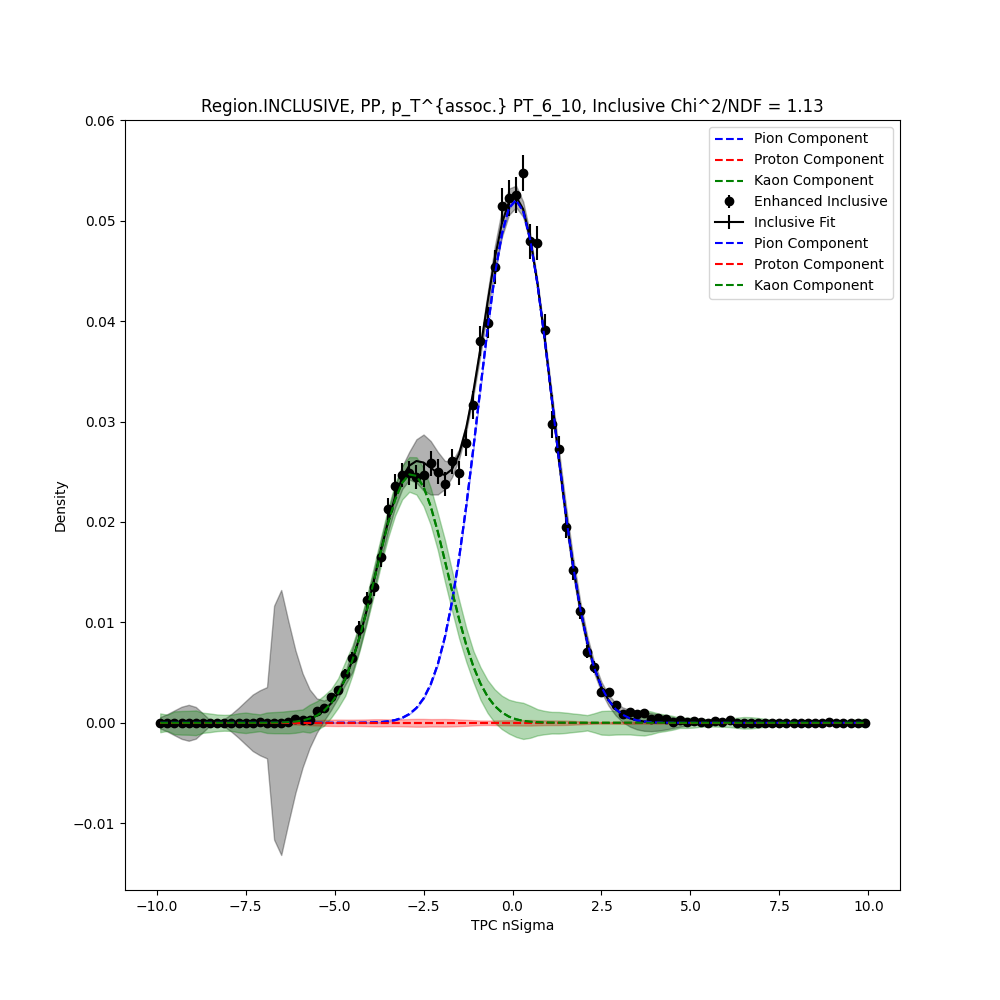 Region.INCLUSIVE, PP, p_T^{assoc.} PT_6_10, Inclusive Chi^2/NDF = 1.13
Pion Component
Proton Component
Kaon Component
Enhanced Inclusive
Inclusive Fit
Pion Component
Proton Component
Kaon Component
0.06
0.05
0.04
0.03
0.02
0.01
0.00
−0.01
Density
−10.0 −7.5 −5.0 −2.5 0.0 2.5 5.0 7.5 10.0
TPC nSigma